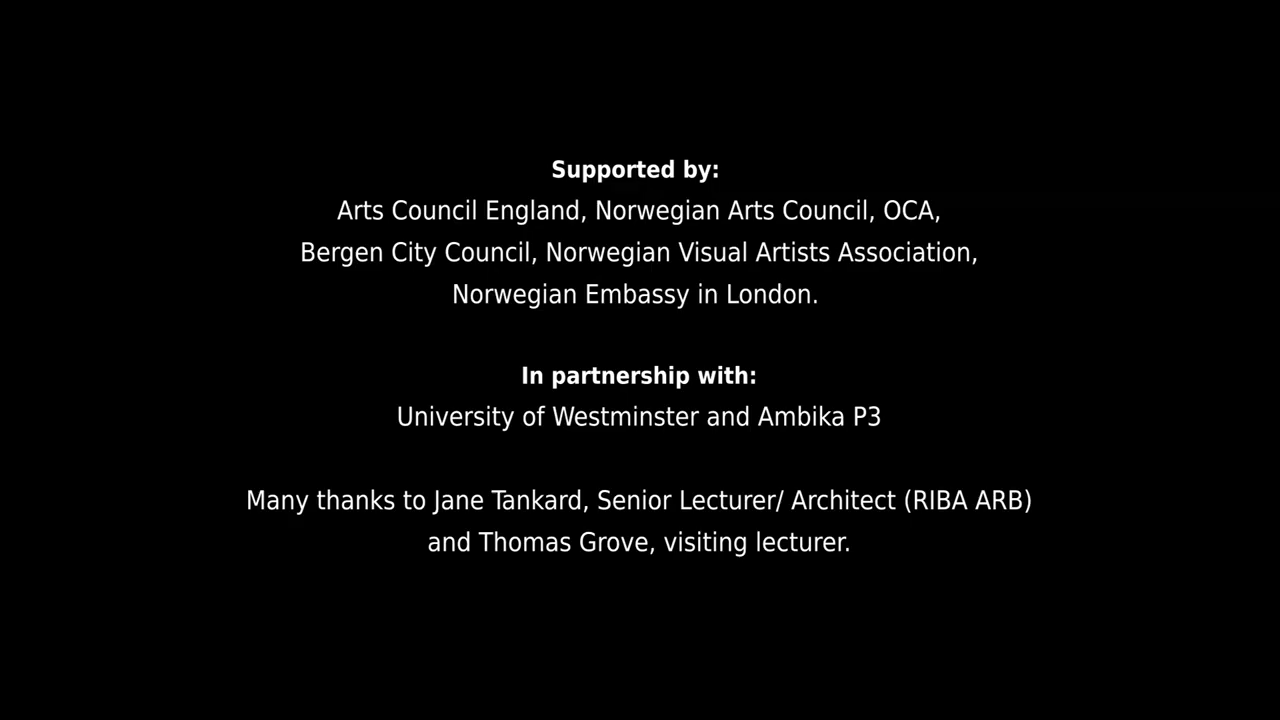 Supported by:
Arts Council England, Norwegian Arts Council, OCA,
Bergen City Council, Norwegian Visual Artists Association,
Norwegian Embassy in London.
In partnership with:
University of Westminster and Ambika P3
Many thanks to Jane Tankard, Senior Lecturer/ Architect (RIBA ARB)
and Thomas Grove, visiting lecturer.